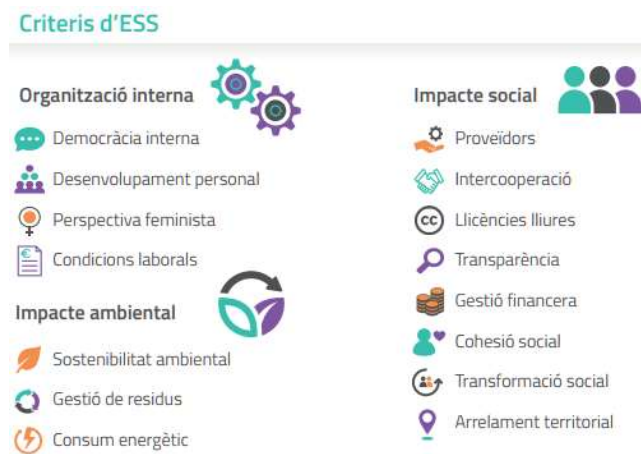 Criteris d'ESS
Organització interna
Democràcia interna
Desenvolupament personal
Perspectiva feminista
€
Condicions laborals
Impacte ambiental
Sostenibilitat ambiental
Gestió de residus
Consum energètic
Impacte social
Proveïdors
Intercooperació
cc
Llicències lliures
Transparència
Gestió financera
Cohesió social
Transformació social
Arrelament territorial